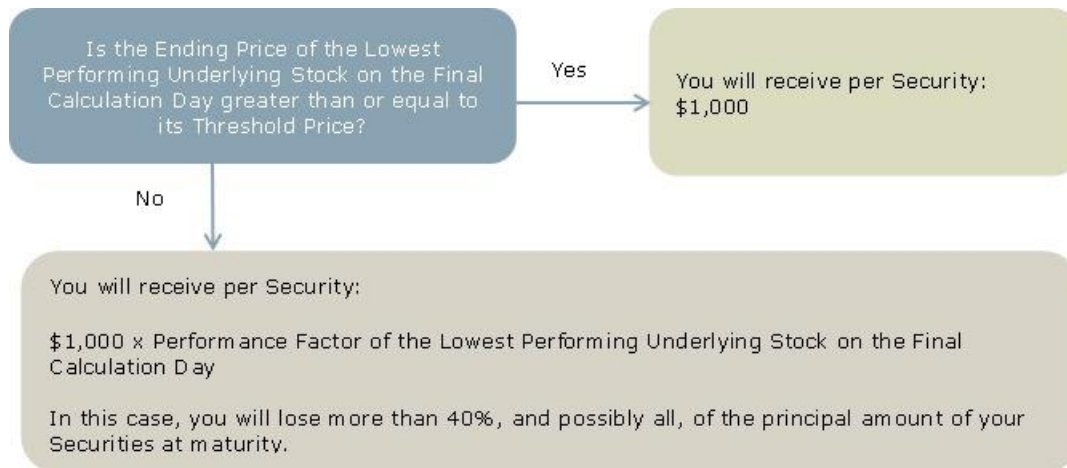 Is the Ending Price of the Lowest
Performing Underlying Stock on the Final
Calculation Day greater than or equal to
its Threshold Price?
Yes
You will receive per Security:
$1,000
No
You will receive per Security:
$1,000 x Performance Factor of the Lowest Performing Underlying Stock on the Final
Calculation Day
In this case, you will lose more than 40%, and possibly all, of the principal amount of your
Securities at maturity.